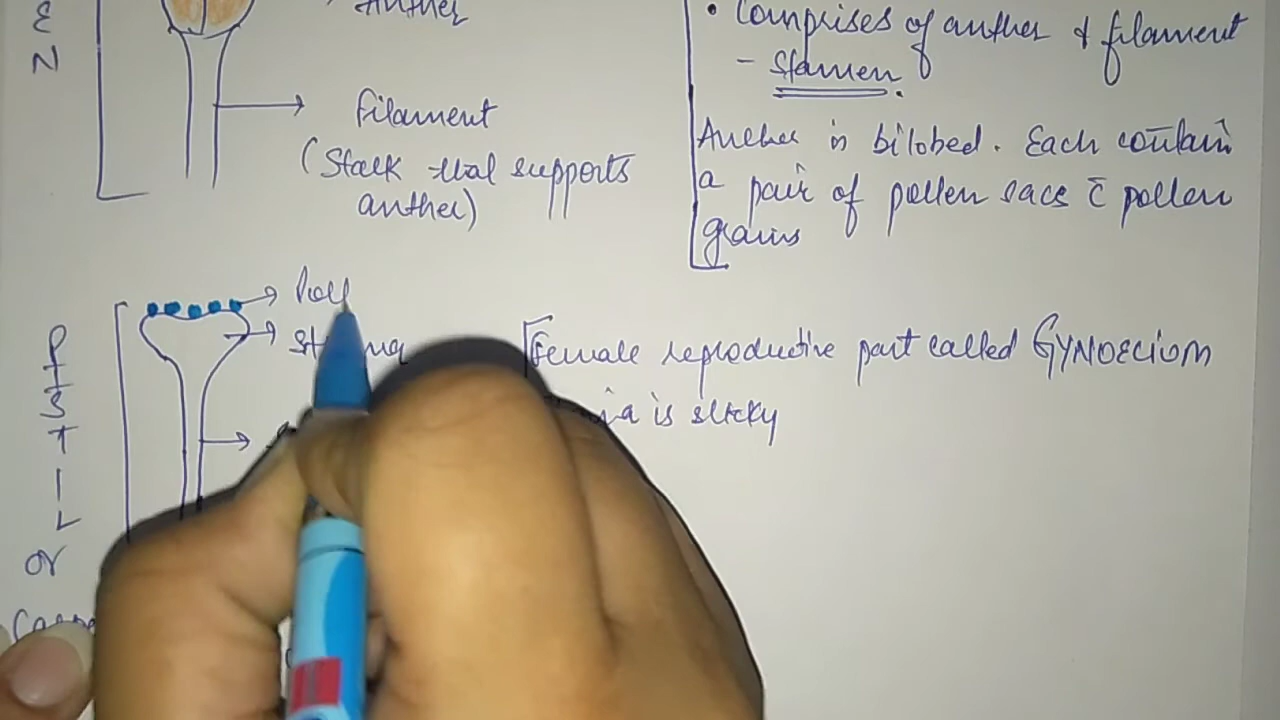 Anther
Filament
(Stalk that supports
anther)
• Comprises of anther & filament
- Stamen.
Anther is bilobed. Each contain
a pair of pollen sacs c̄ pollen
grains
E
N
Poll
Female reproductive part called GYNOECIUM
is sticky
PISTIL
or